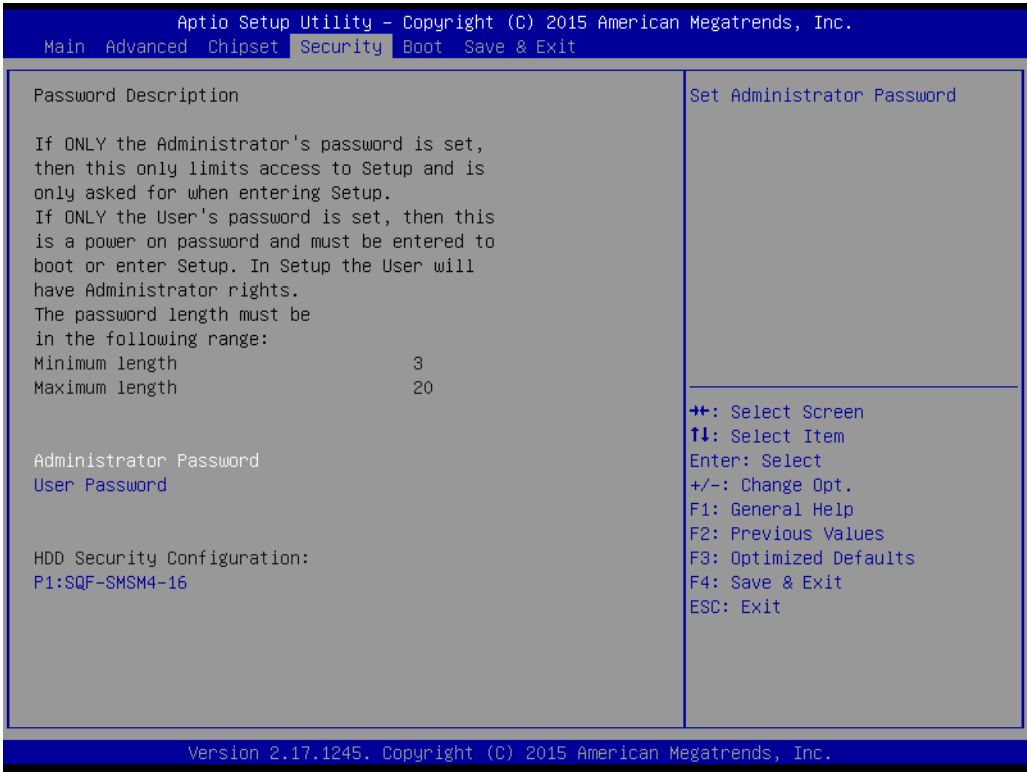 Aptio Setup Utility – Copyright (C) 2015 American Megatrends, Inc.
Main Advanced Chipset Security Boot Save & Exit
Password Description
If ONLY the Administrator's password is set,
then this only limits access to Setup and is
only asked for when entering Setup.
If ONLY the User's password is set, then this
is a power on password and must be entered to
boot or enter Setup. In Setup the User will
have Administrator rights.
The password length must be
in the following range:
Minimum length 3
Maximum length 20
Administrator Password
User Password
HDD Security Configuration:
P1:SQF-SMSM4-16
Set Administrator Password
→←: Select Screen
↑↓: Select Item
Enter: Select
+/-: Change Opt.
F1: General Help
F2: Previous Values
F3: Optimized Defaults
F4: Save & Exit
ESC: Exit
Version 2.17.1245. Copyright (C) 2015 American Megatrends, Inc.